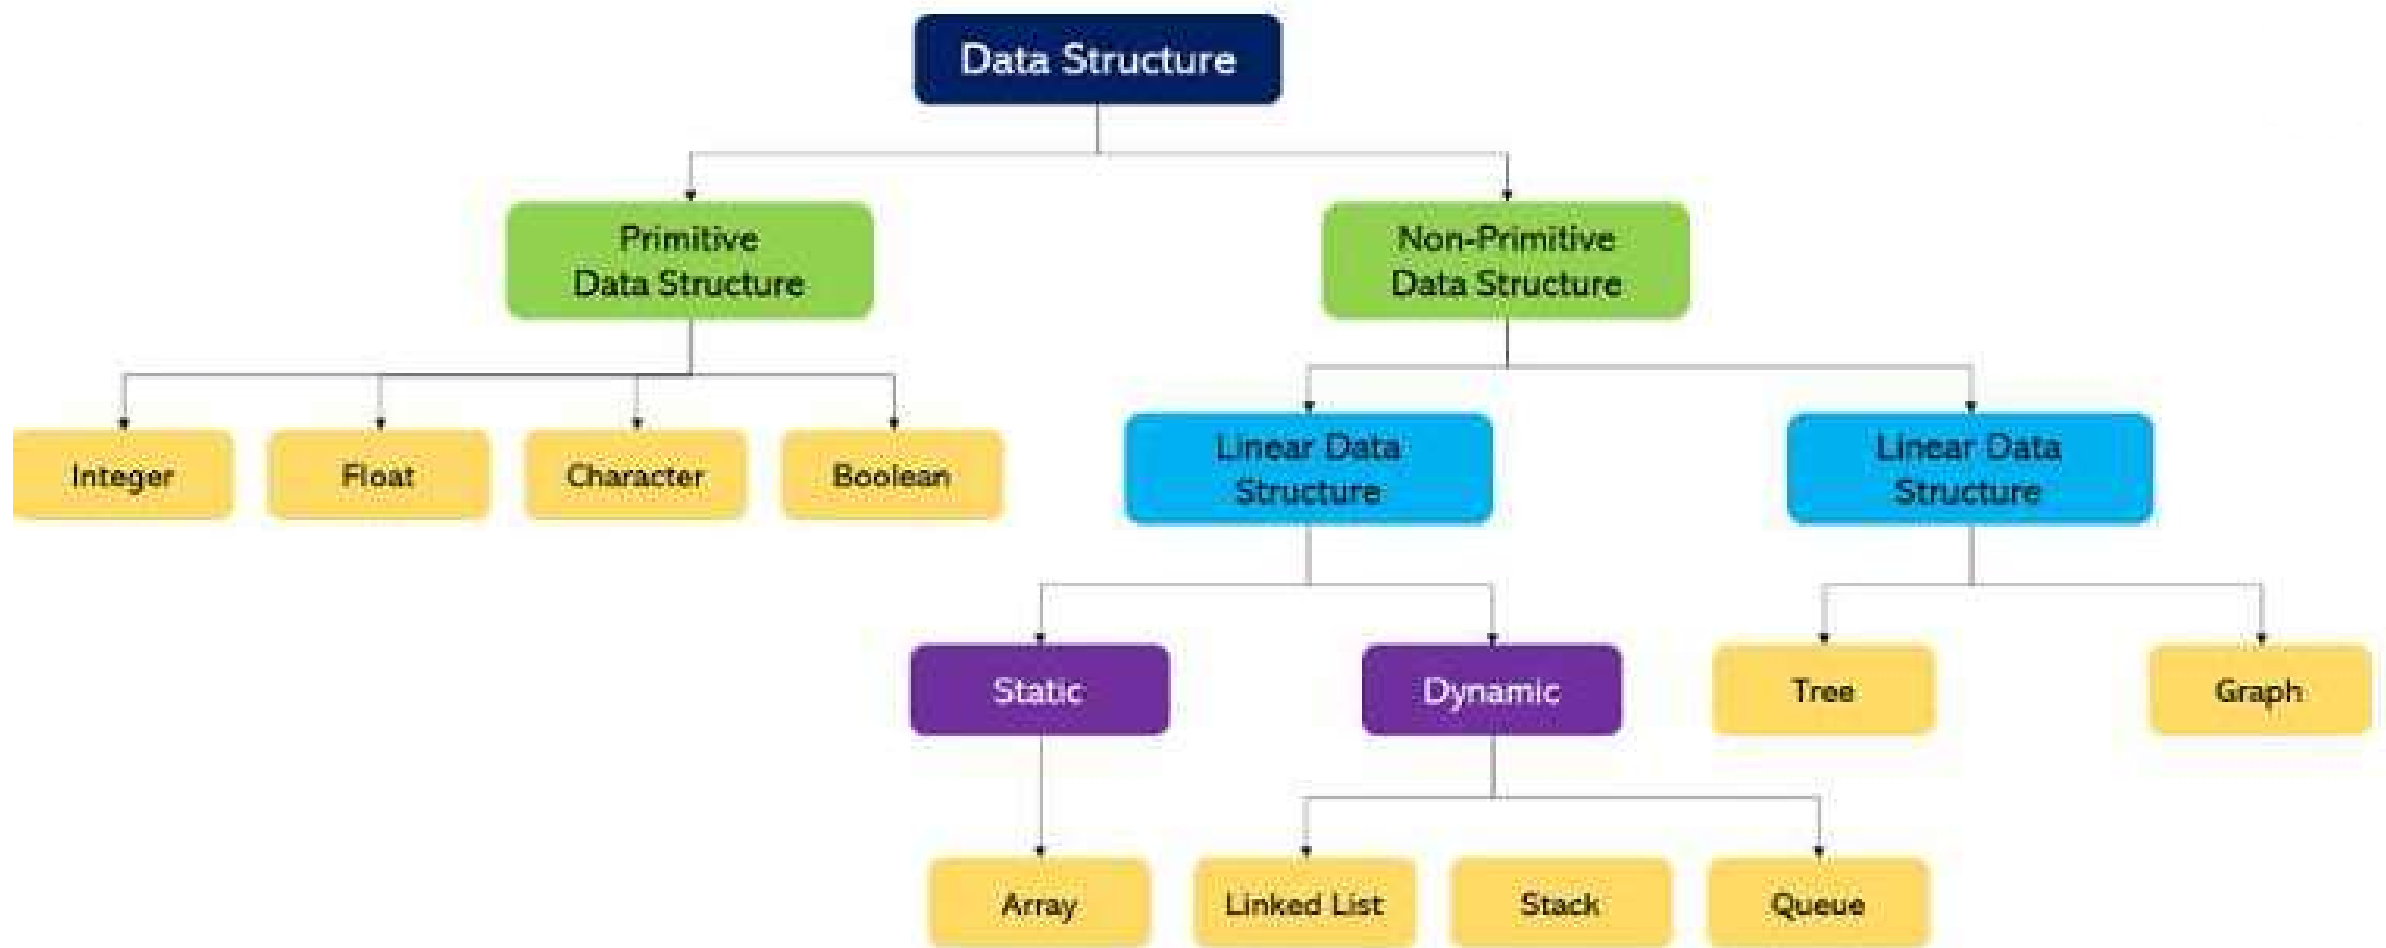 Data Structure
Primitive
Data Structure
Non-Primitive
Data Structure
Integer
Float
Character
Boolean
Linear Data
Structure
Linear Data
Structure
Static
Dynamic
Tree
Graph
Array
Linked List
Stack
Queue